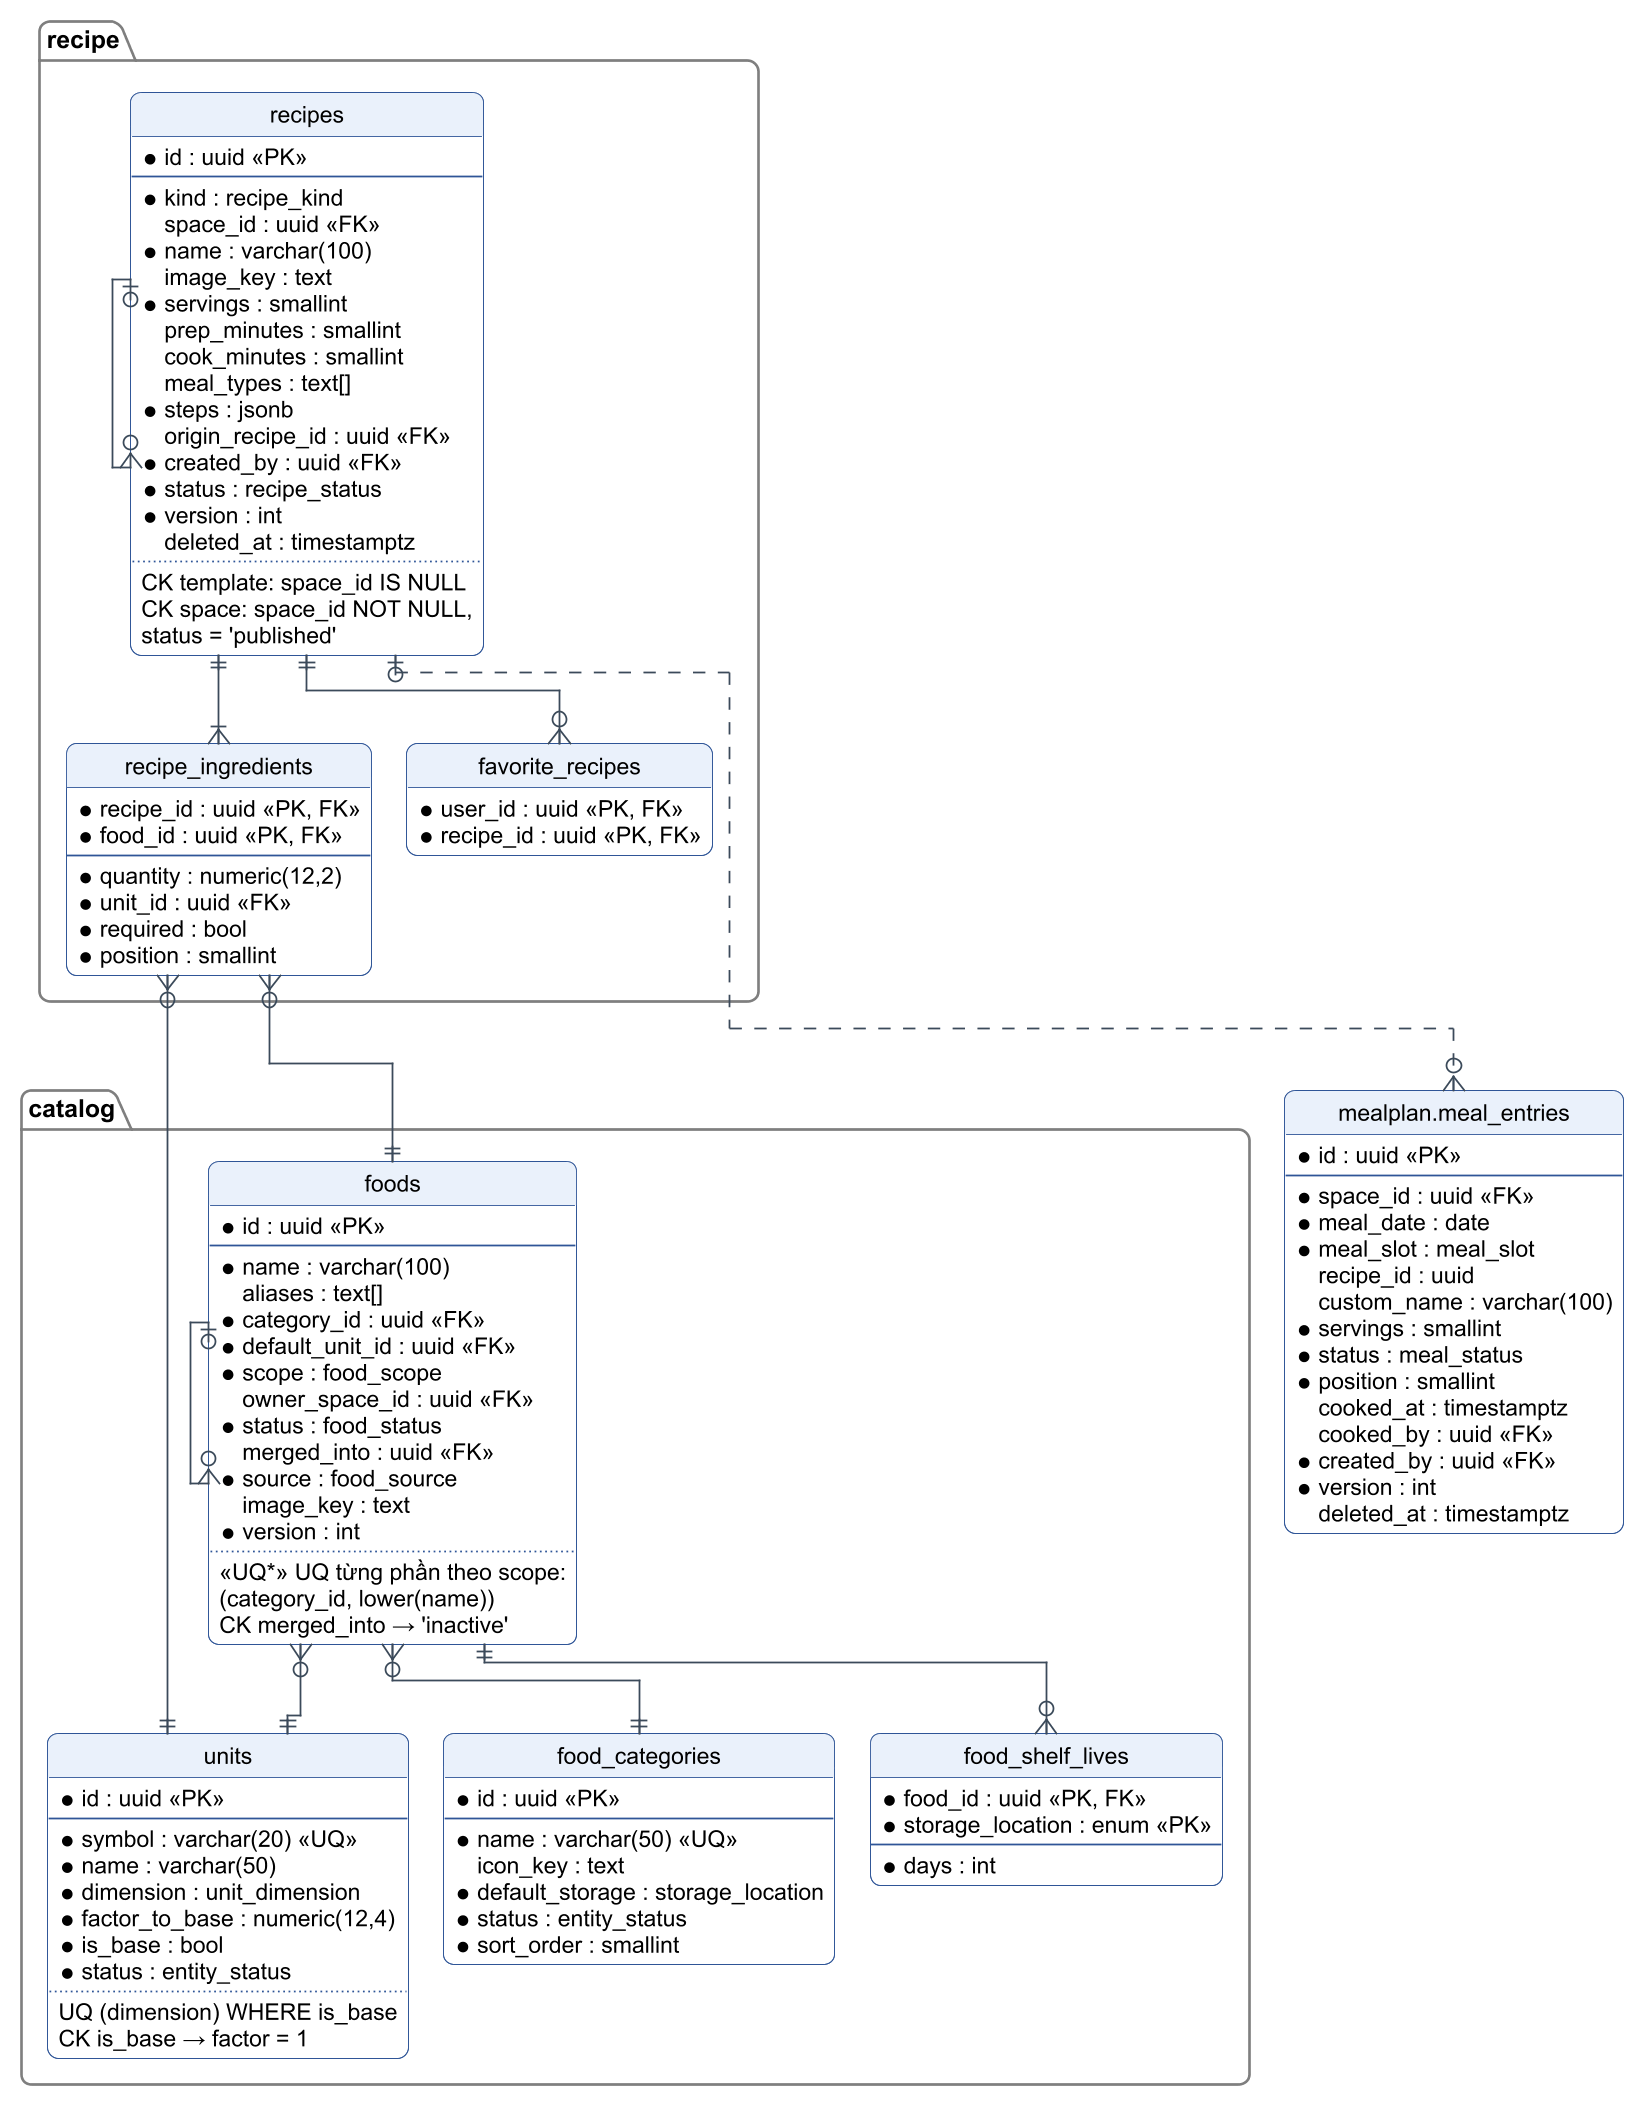 recipe
recipes
id : uuid «PK»
kind : recipe_kind
space_id : uuid «FK»
name : varchar(100)
image_key : text
servings : smallint
prep_minutes : smallint
cook_minutes : smallint
meal_types : text[]
steps : jsonb
origin_recipe_id : uuid «FK»
created_by : uuid «FK»
status : recipe_status
version : int
deleted_at : timestamptz
CK template: space_id IS NULL
CK space: space_id NOT NULL,
status = 'published'
recipe_ingredients
recipe_id : uuid «PK, FK»
food_id : uuid «PK, FK»
quantity : numeric(12,2)
unit_id : uuid «FK»
required : bool
position : smallint
favorite_recipes
user_id : uuid «PK, FK»
recipe_id : uuid «PK, FK»
mealplan.meal_entries
id : uuid «PK»
space_id : uuid «FK»
meal_date : date
meal_slot : meal_slot
recipe_id : uuid
custom_name : varchar(100)
servings : smallint
status : meal_status
position : smallint
cooked_at : timestamptz
cooked_by : uuid «FK»
created_by : uuid «FK»
version : int
deleted_at : timestamptz
catalog
foods
id : uuid «PK»
name : varchar(100)
aliases : text[]
category_id : uuid «FK»
default_unit_id : uuid «FK»
scope : food_scope
owner_space_id : uuid «FK»
status : food_status
merged_into : uuid «FK»
source : food_source
image_key : text
version : int
«UQ*» UQ từng phần theo scope:
(category_id, lower(name))
CK merged_into → 'inactive'
units
id : uuid «PK»
symbol : varchar(20) «UQ»
name : varchar(50)
dimension : unit_dimension
factor_to_base : numeric(12,4)
is_base : bool
status : entity_status
UQ (dimension) WHERE is_base
CK is_base → factor = 1
food_categories
id : uuid «PK»
name : varchar(50) «UQ»
icon_key : text
default_storage : storage_location
status : entity_status
sort_order : smallint
food_shelf_lives
food_id : uuid «PK, FK»
storage_location : enum «PK»
days : int